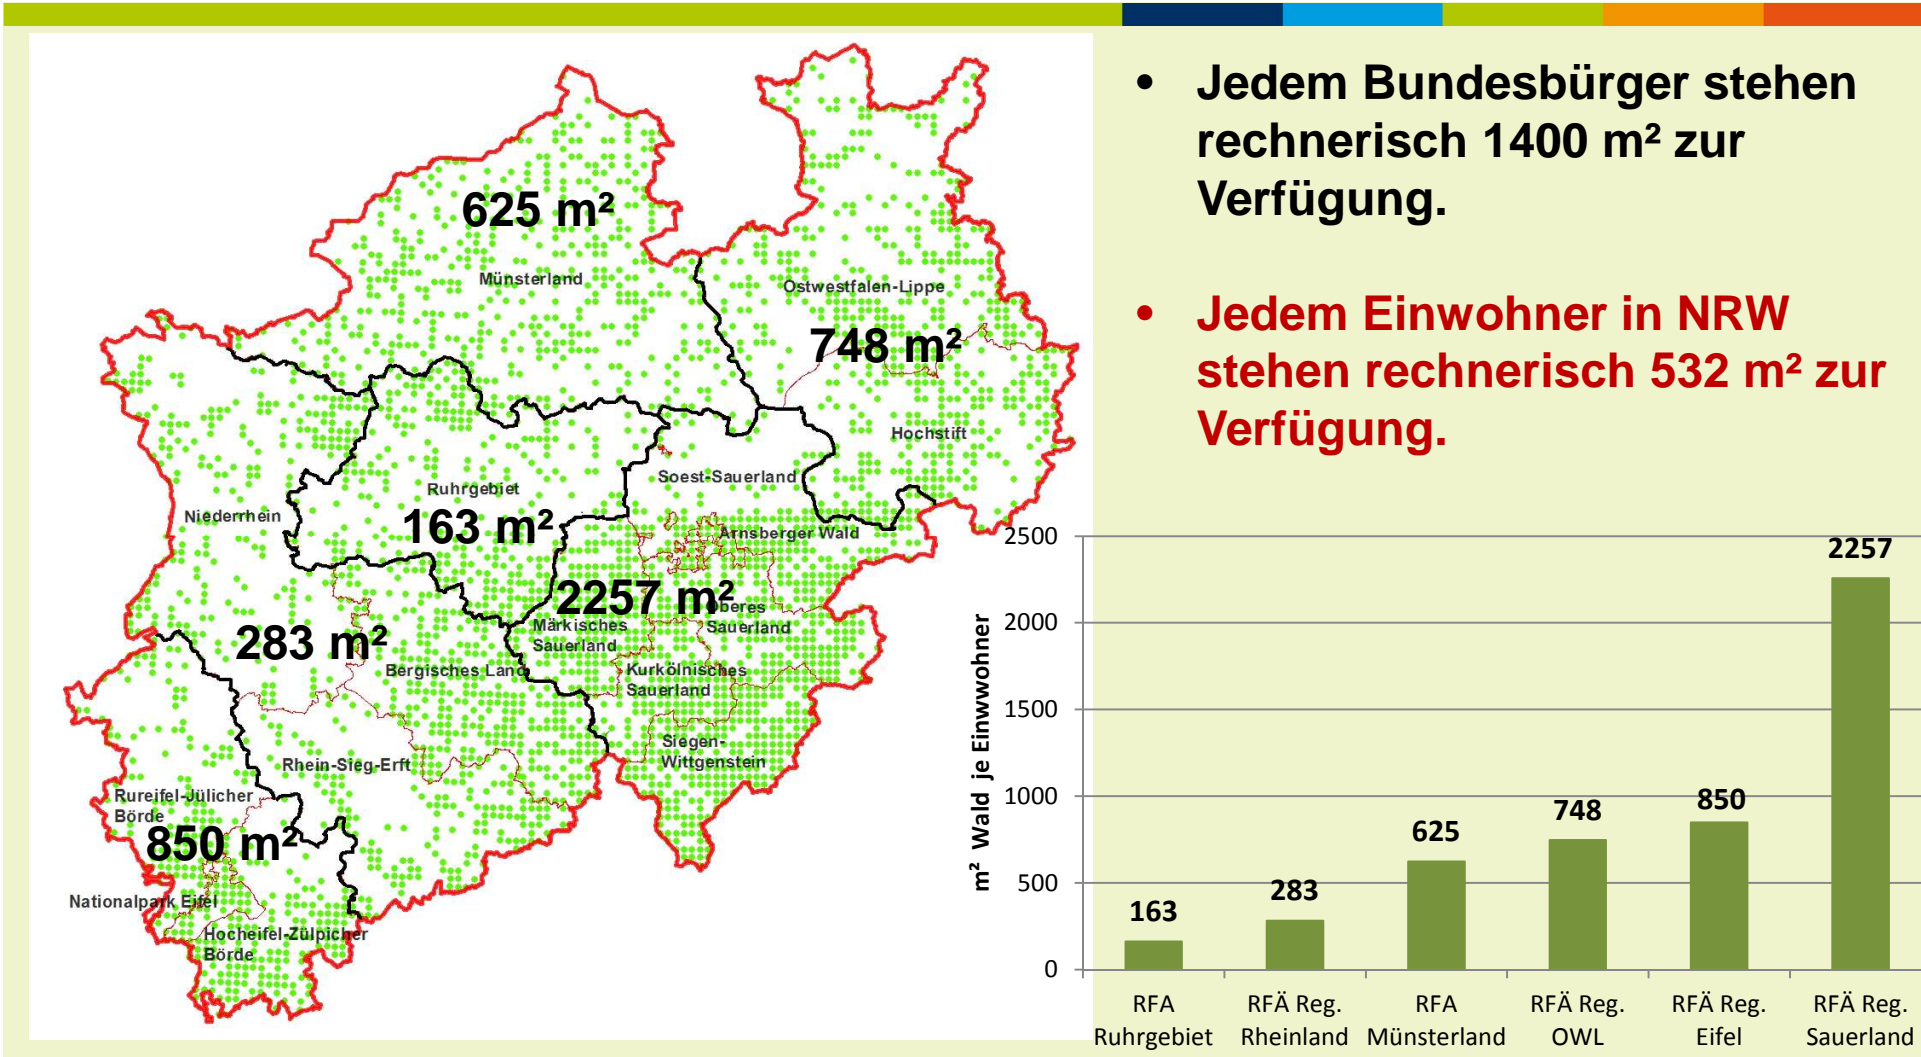 • Jedem Bundesbürger stehen
rechnerisch 1400 m² zur
Verfügung.
• Jedem Einwohner in NRW
stehen rechnerisch 532 m² zur
Verfügung.
625 m²
Münsterland
Ostwestfalen-Lippe
748 m²
Hochstift
Soest-Sauerland
Ruhrgebiet
163 m²
Niederrhein
Arnsberger Wald
2257 m²
Oberes
Sauerland
Märkisches
Sauerland
283 m²
Bergisches Land
Kurkölnisches
Sauerland
Siegen-
Wittgenstein
Rhein-Sieg-Erft
Rureifel-Jülicher
Börde
850 m²
Nationalpark Eifel
Hocheifel-Zülpicher
Börde
m² Wald je Einwwohner
2500
2000
1500
1000
500
0
163
283
625
748
850
2257
RFA
Ruhrgebiet
RFÄ Reg.
Rheinland
RFA
Münsterland
RFÄ Reg.
OWL
RFÄ Reg.
Eifel
RFÄ Reg.
Sauerland